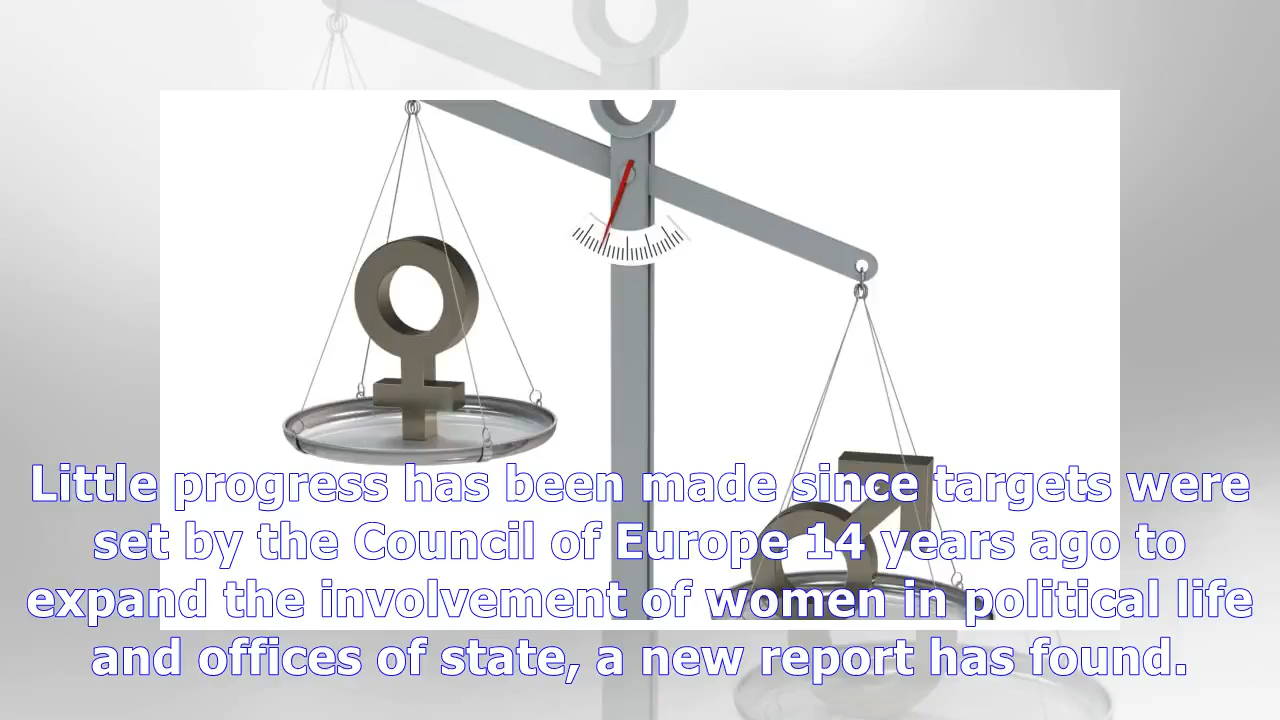 Little progress has been made since targets were
set by the Council of Europe 14 years ago to
expand the involvement of women in political life
and offices of state, a new report has found.